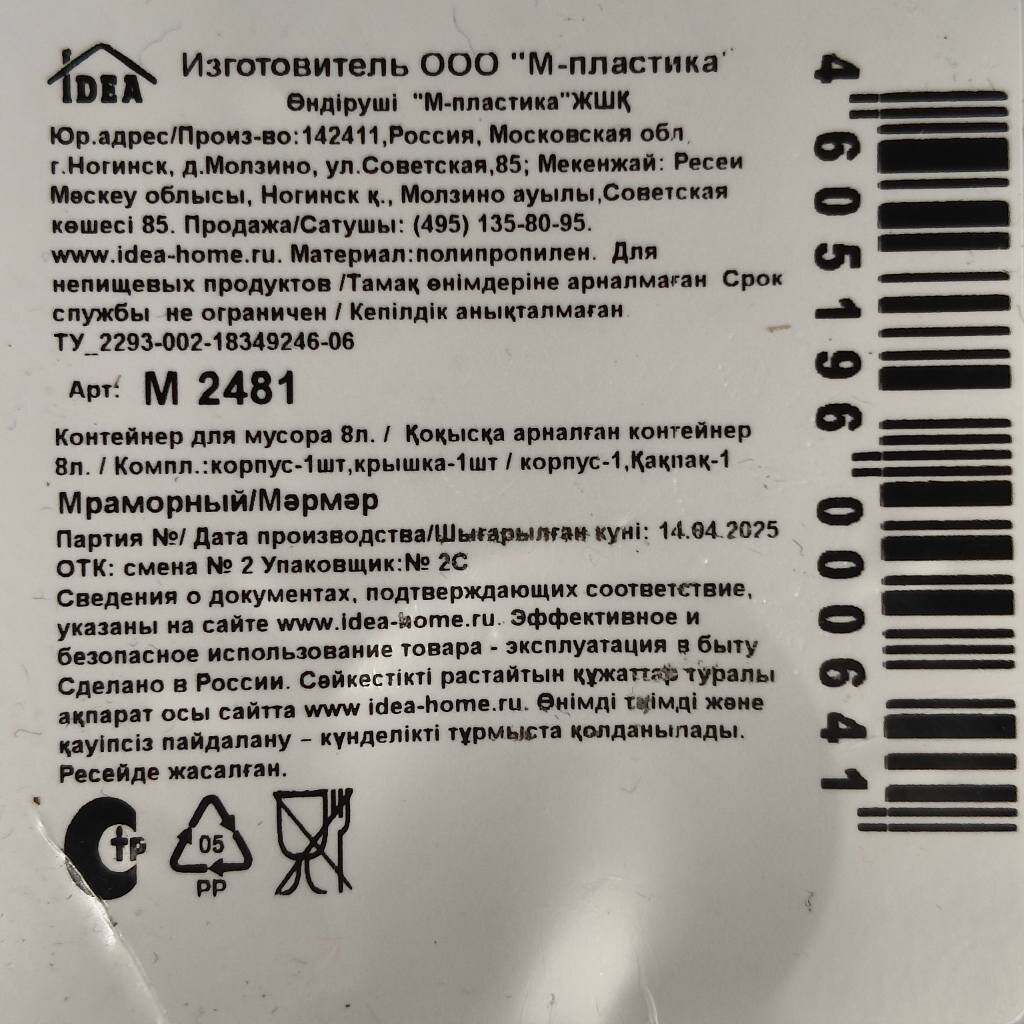 IDEA
Изготовитель ООО "М-пластика"
Өндіруші "М-пластика"ЖШҚ
Юр.адрес/Произ-во:142411,Россия, Московская обл.
г.Ногинск, д.Молзино, ул.Советская,85; Мекенжай: Ресеи
Мәскеу облысы, Ногинск қ., Молзино ауылы,Советская
көшесі 85. Продажа/Сатушы: (495) 135-80-95.
www.idea-home.ru. Материал:полипропилен. Для
непищевых продуктов /Тамақ өнімдеріне арналмаған Срок
службы не ограничен / Кепілдік анықталмаған
ТУ_2293-002-18349246-06
Арт: М 2481
Контейнер для мусора 8л. / Қоқысқа арналған контейнер
8л. / Компл.:корпус-1шт,крышка-1шт / корпус-1,Қақпақ-1
Мраморный/Мәрмәр
Партия №/ Дата производства/Шығарылған куні: 14.04.2025
ОТК: смена № 2 Упаковщик:№ 2С
Сведения о документах, подтверждающих соответствие,
указаны на сайте www.idea-home.ru. Эффективное и
безопасное использование товара - эксплуатация в быту
Сделано в России. Сәйкестікті растайтын құжаттар туралы
ақпарат осы сайтта www idea-home.ru. Өнімді тиімді және
қауіпсіз пайдалану – күнделікті тұрмыста қолданылады.
Ресейде жасалған.
Стр
05
PP
4 605196 000641